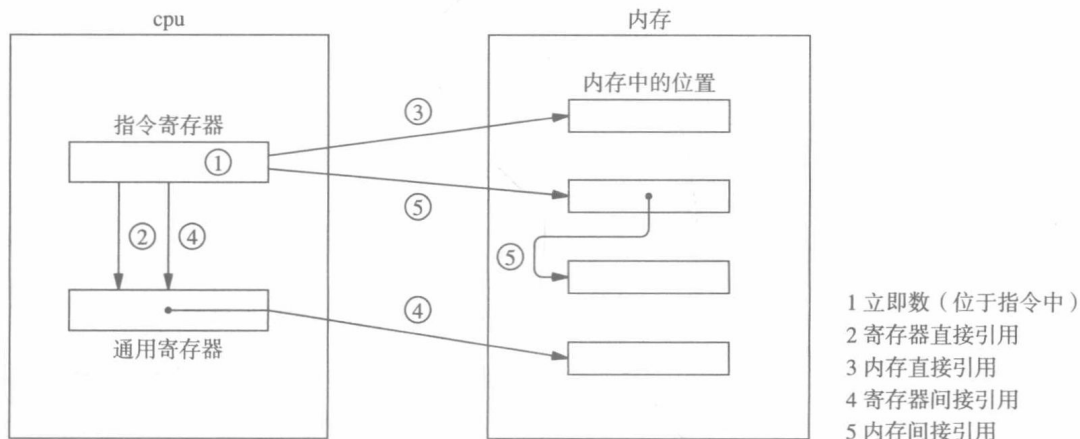 cpu
内存
内存中的位置
指令寄存器
③
①
⑤
②
④
⑤
④
通用寄存器
1 立即数（位于指令中）
2 寄存器直接引用
3 内存直接引用
4 寄存器间接引用
5 内存间接引用